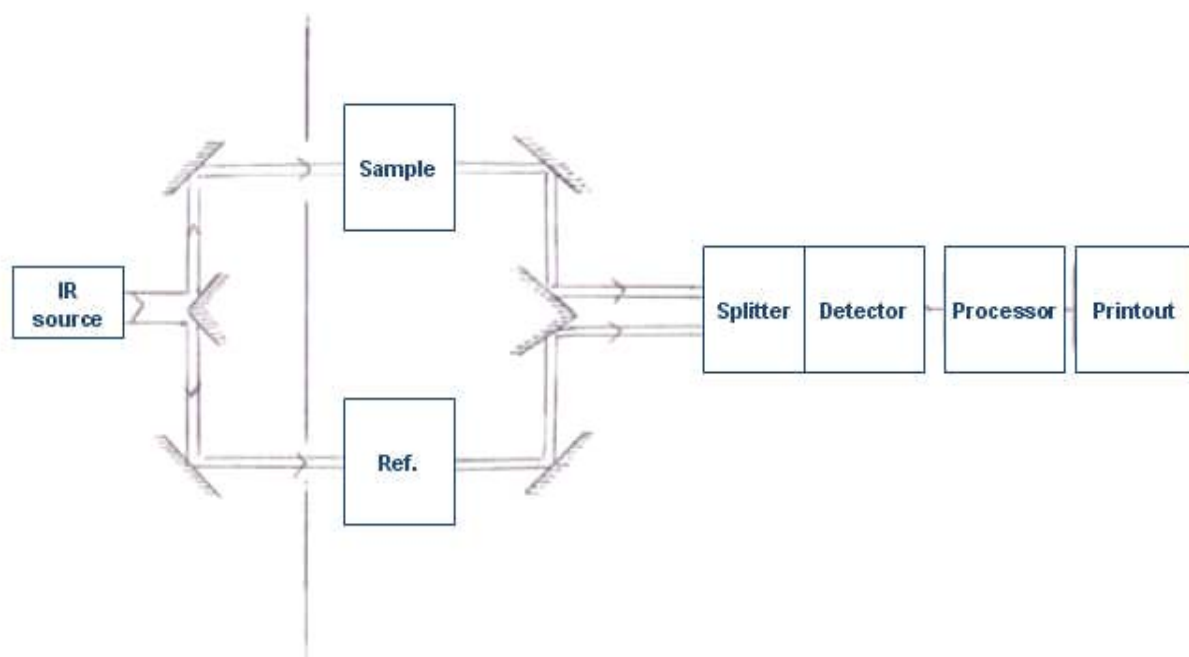 Sample
IR
source
Splitter
Detector
Processor
Printout
Ref.